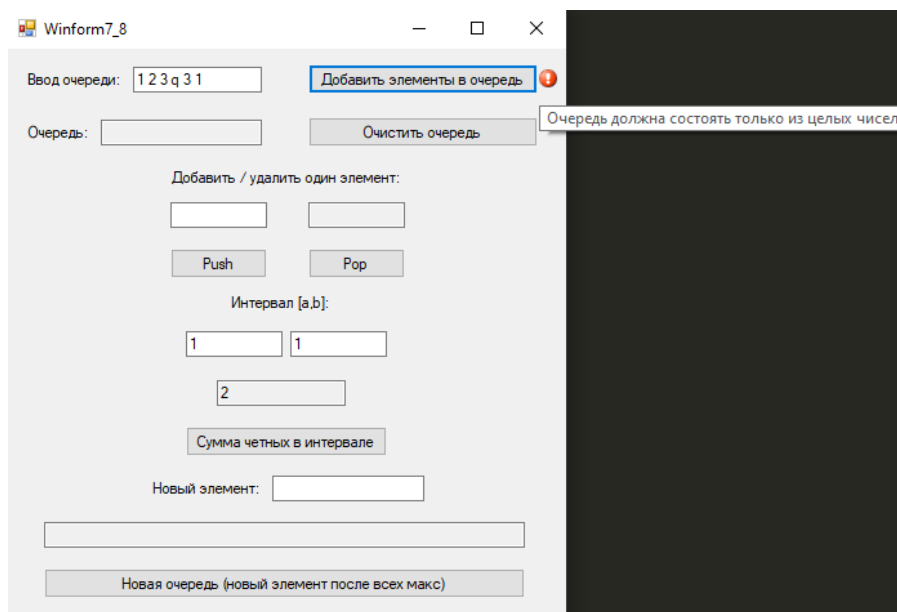 Winform7_8
Ввод очереди: 1 2 3 q 3 1 Добавить элементы в очередь
Очередь должна состоять только из целых чисел
Очередь: Очистить очередь
Добавить / удалить один элемент:
Push Pop
Интервал [a,b]:
1 1
2
Сумма четных в интервале
Новый элемент:
Новая очередь (новый элемент после всех макс)